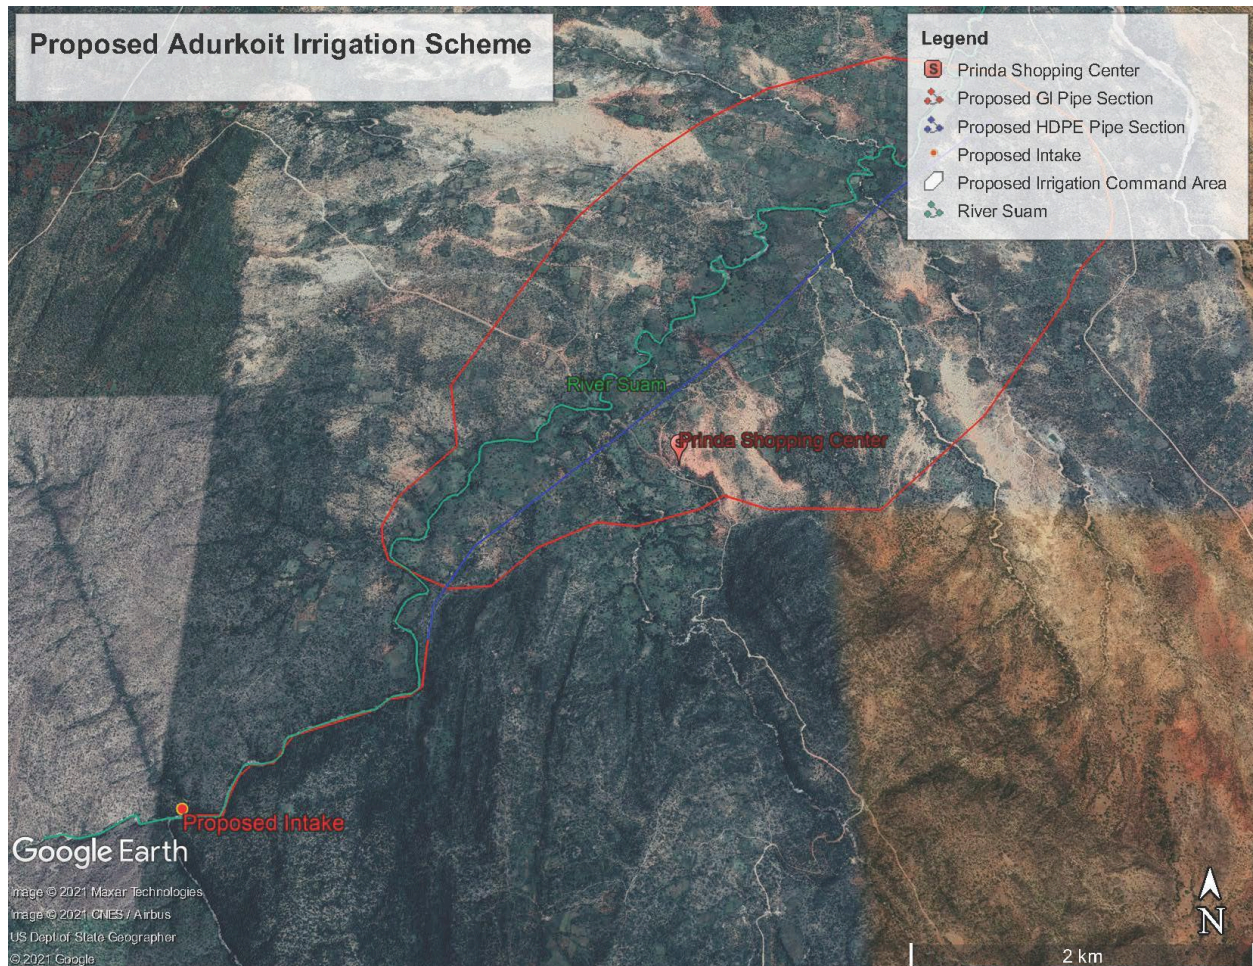 Proposed Adurkoit Irrigation Scheme
Legend
S
Prinda Shopping Center
Proposed GI Pipe Section
Proposed HDPE Pipe Section
Proposed Intake
Proposed Irrigation Command Area
River Suam
River Suam
Prinda Shopping Center
Proposed Intake
Google Earth
mage © 2021 Maxar Technologies
mage © 2021 CNES / Airbus
US Dept of State Geographer
© 2021 Google
N
2 km